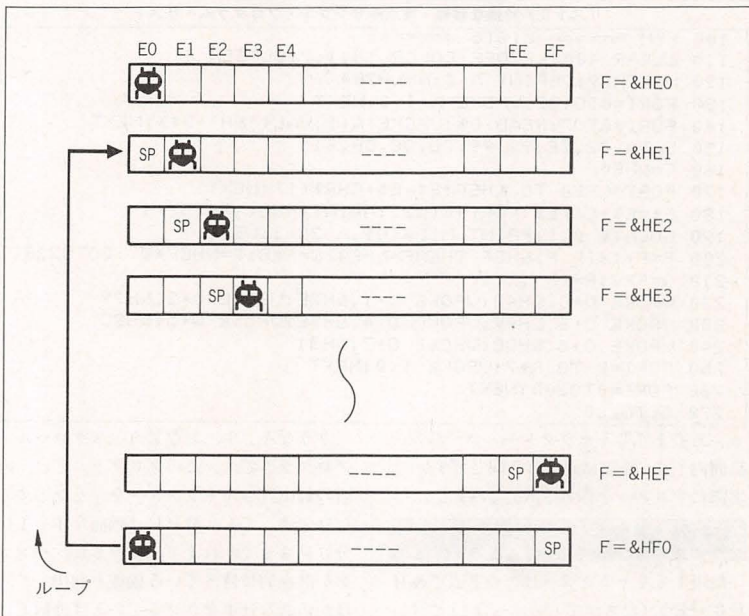 E0 E1 E2 E3 E4 EE EF
---- F=&HE0
SP ---- F=&HE1
SP ---- F=&HE2
SP ---- F=&HE3
---- SP F=&HEF
---- SP F=&HF0
ループ